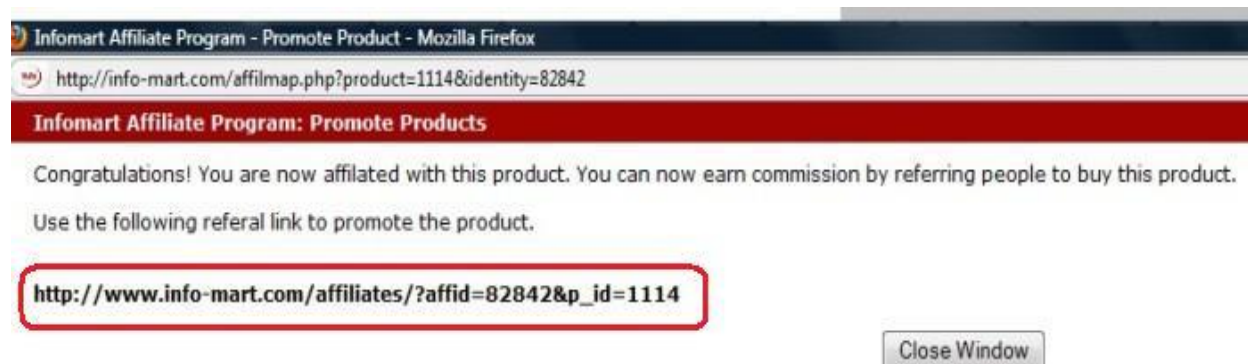 Infomart Affiliate Program - Promote Product - Mozilla Firefox
http://info-mart.com/affilmap.php?product=1114&identity=82842
Infomart Affiliate Program: Promote Products
Congratulations! You are now affilated with this product. You can now earn commission by referring people to buy this product.
Use the following referal link to promote the product.
http://www.info-mart.com/affiliates/?affid=82842&p_id=1114
Close Window